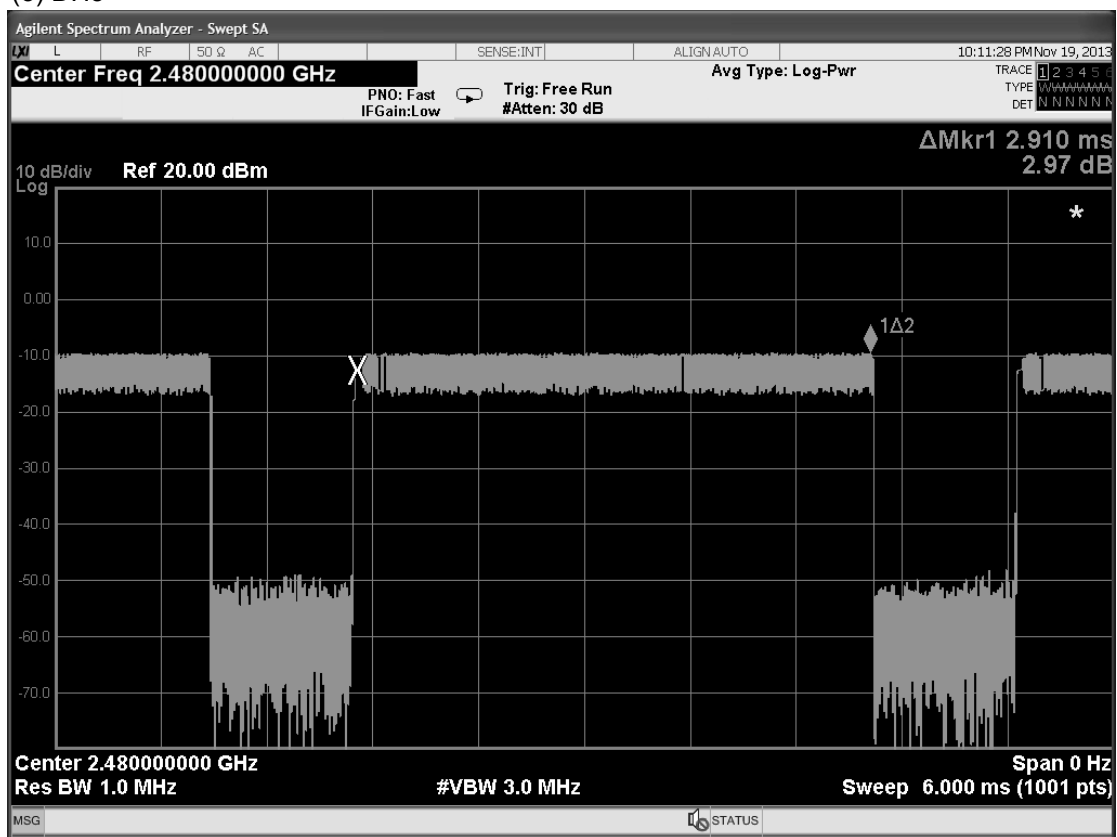 Agilent Spectrum Analyzer - Swept SA
LXI L RF 50 Ω AC SENSE:INT ALIGN AUTO 10:11:28 PM Nov 19, 2013
Center Freq 2.480000000 GHz Avg Type: Log-Pwr TRACE 1 2 3 4 5 6
PNO: Fast Trig: Free Run TYPE
IFGain:Low #Atten: 30 dB DET N N N N N N
ΔMkr1 2.910 ms
10 dB/div Ref 20.00 dBm 2.97 dB
Log
*
10.0
0.00
1Δ2
-10.0
X
-20.0
-30.0
-40.0
-50.0
-60.0
-70.0
Center 2.480000000 GHz Span 0 Hz
Res BW 1.0 MHz #VBW 3.0 MHz Sweep 6.000 ms (1001 pts)
MSG STATUS